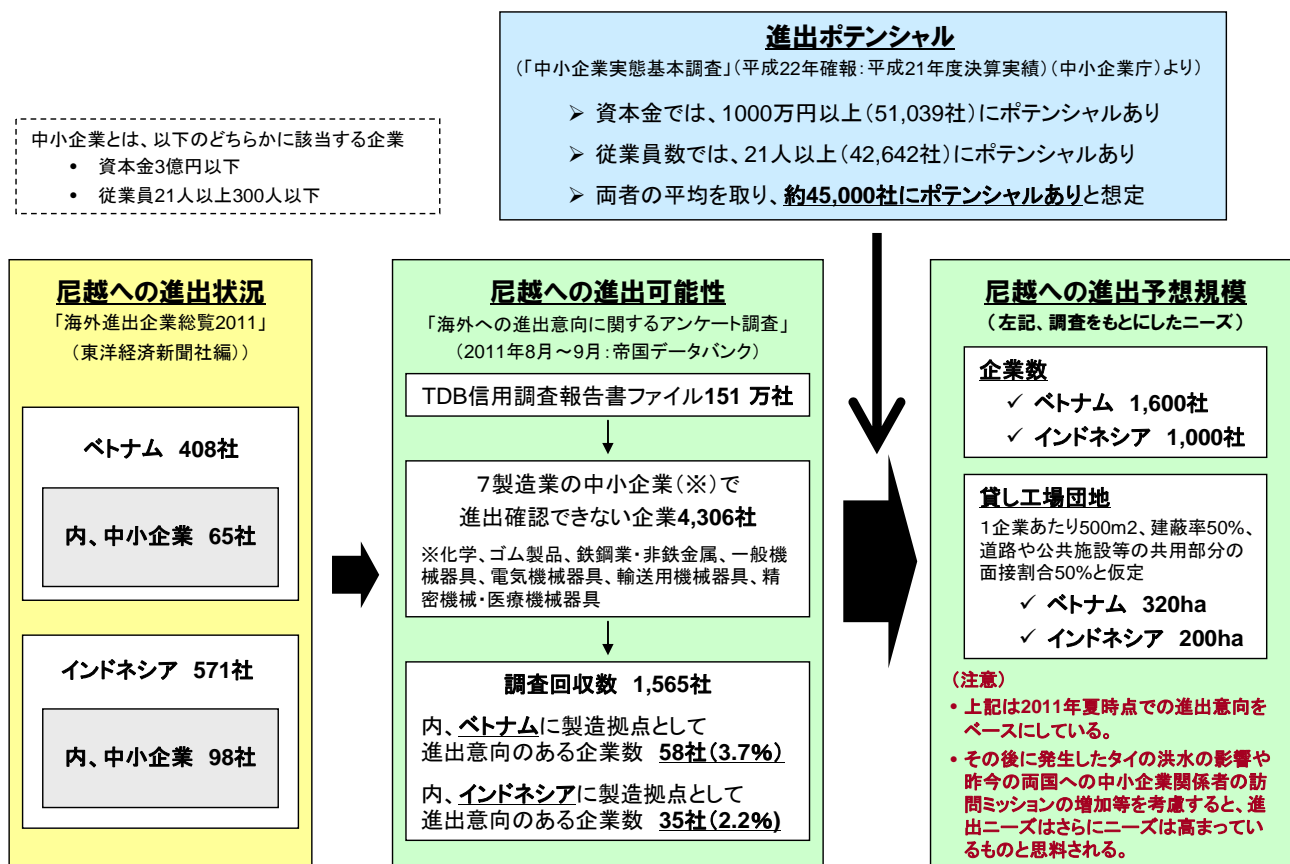 進出ポテンシャル
(「中小企業実態基本調査」(平成22年確報:平成21年度決算実績)(中小企業庁)より)
➢ 資本金では、1000万円以上(51,039社)にポテンシャルあり
➢ 従業員数では、21人以上(42,642社)にポテンシャルあり
➢ 両者の平均を取り、約45,000社にポテンシャルありと想定
中小企業とは、以下のどちらかに該当する企業
• 資本金3億円以下
• 従業員21人以上300人以下
尼越への進出状況
「海外進出企業総覧2011」
(東洋経済新聞社編))
ベトナム 408社
内、中小企業 65社
インドネシア 571社
内、中小企業 98社
尼越への進出可能性
「海外への進出意向に関するアンケート調査」
(2011年8月~9月:帝国データバンク)
TDB信用調査報告書ファイル151 万社
7製造業の中小企業(※)で
進出確認できない企業4,306社
※化学、ゴム製品、鉄鋼業・非鉄金属、一般機
械器具、電気機械器具、輸送用機械器具、精
密機械・医療機械器具
調査回収数 1,565社
内、ベトナムに製造拠点として
進出意向のある企業数 58社(3.7%)
内、インドネシアに製造拠点として
進出意向のある企業数 35社(2.2%)
尼越への進出予想規模
(左記、調査をもとにしたニーズ)
企業数
✓ ベトナム 1,600社
✓ インドネシア 1,000社
貸し工場団地
1企業あたり500m2、建蔽率50%、
道路や公共施設等の共用部分の
面接割合50%と仮定
✓ ベトナム 320ha
✓ インドネシア 200ha
(注意)
• 上記は2011年夏時点での進出意向を
ベースにしている。
• その後に発生したタイの洪水の影響や
昨今の両国への中小企業関係者の訪
問ミッションの増加等を考慮すると、進
出ニーズはさらにニーズは高まってい
るものと思料される。